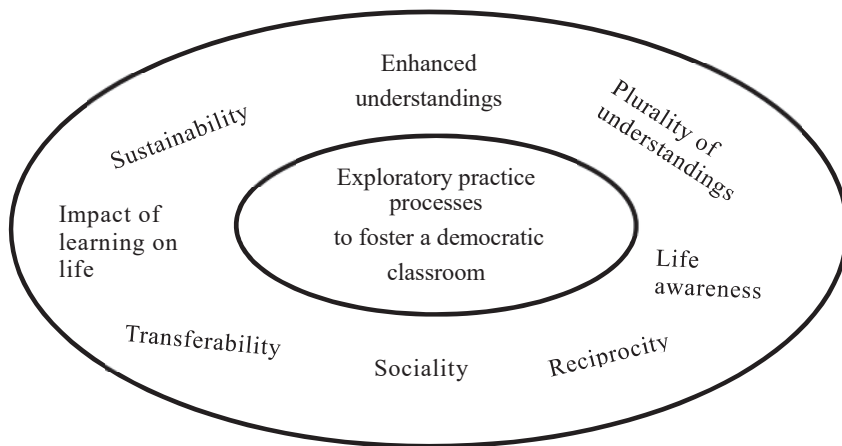 Enhanced
understandings
Plurality of
understandings
Sustainability
Exploratory practice
processes
to foster a democratic
classroom
Impact of
learning on
life
Life
awareness
Transferability
Sociality
Reciprocity